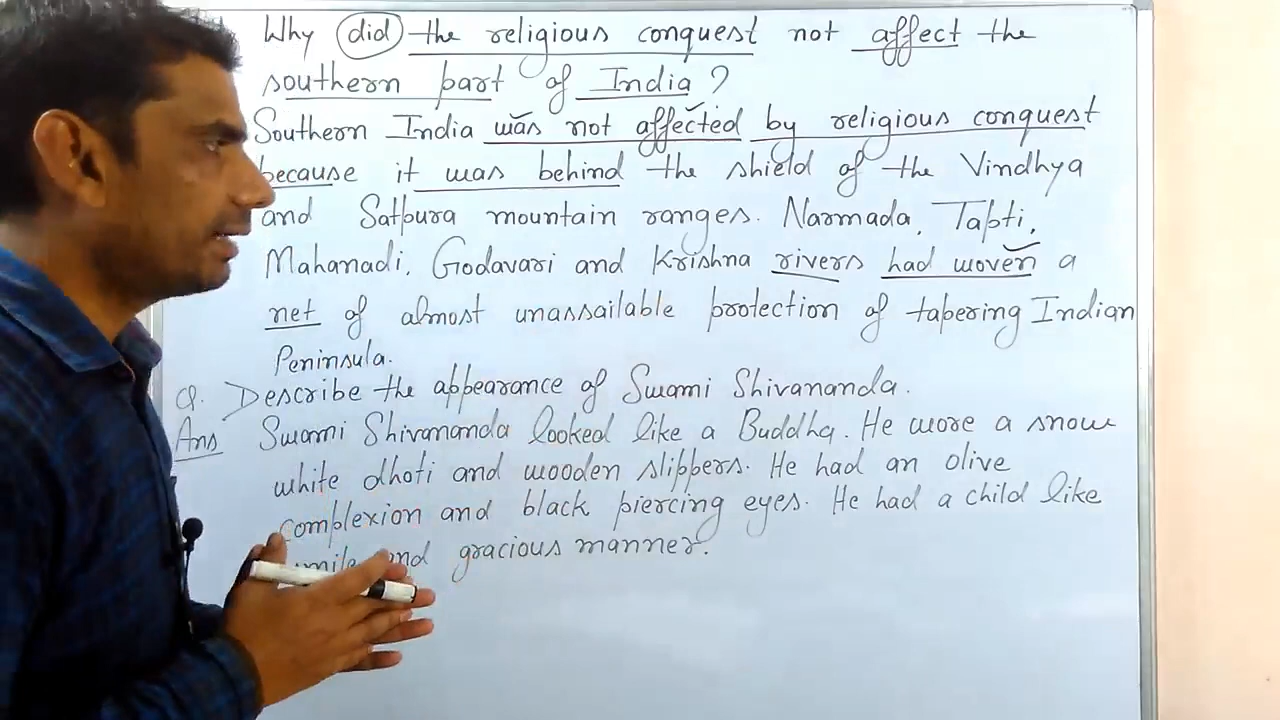 Why did the religious conquest not affect the
southern part of India ?
Southern India was not affected by religious conquest
because it was behind the shield of the Vindhya
and Satpura mountain ranges. Narmada, Tapti,
Mahanadi, Godavari and Krishna rivers had woven a
net of almost unassailable protection of tapering Indian
Peninsula.
Q. Describe the appearance of Swami Shivananda.
Ans Swami Shivananda looked like a Buddha. He wore a snow
white dhoti and wooden slippers. He had an olive
complexion and black piercing eyes. He had a child like
smile and gracious manner.